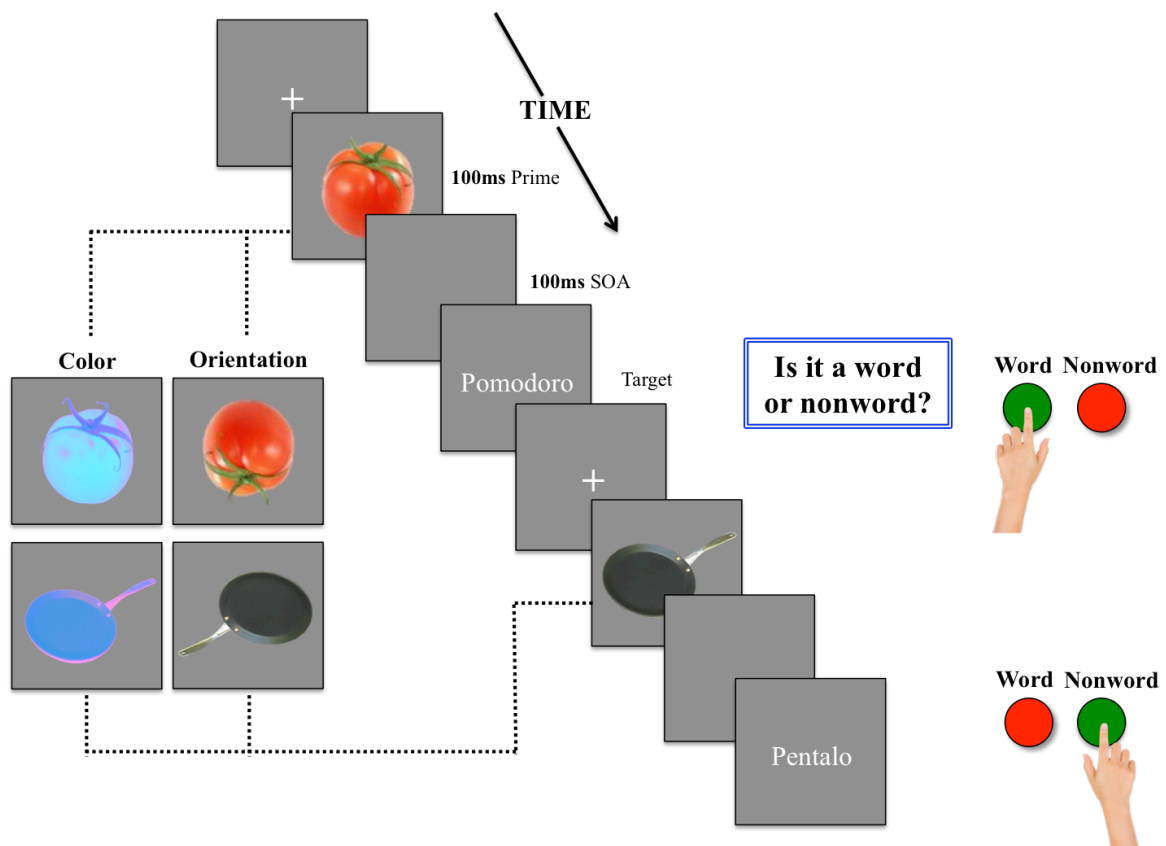 TIME
100ms Prime
100ms SOA
Color
Orientation
Pomodoro
Target
Is it a word
or nonword?
Word Nonword
Word Nonword
Pentalo